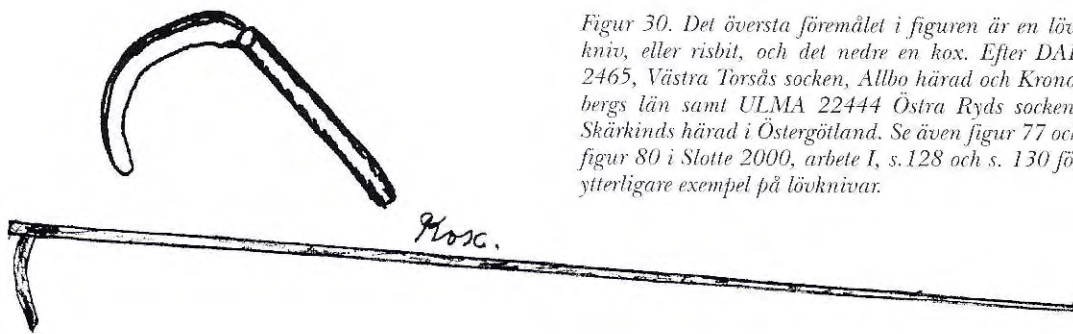 Figur 30. Det översta föremålet i figuren är en löv
kniv, eller risbit, och det nedre en kox. Efter DAL
2465, Västra Torsås socken, Allbo härad och Krono
bergs län samt ULMA 22444 Östra Ryds socken
Skärkinds härad i Östergötland. Se även figur 77 och
figur 80 i Slotte 2000, arbete I, s.128 och s. 130 fö
ytterligare exempel på lövknivar.
Kox.